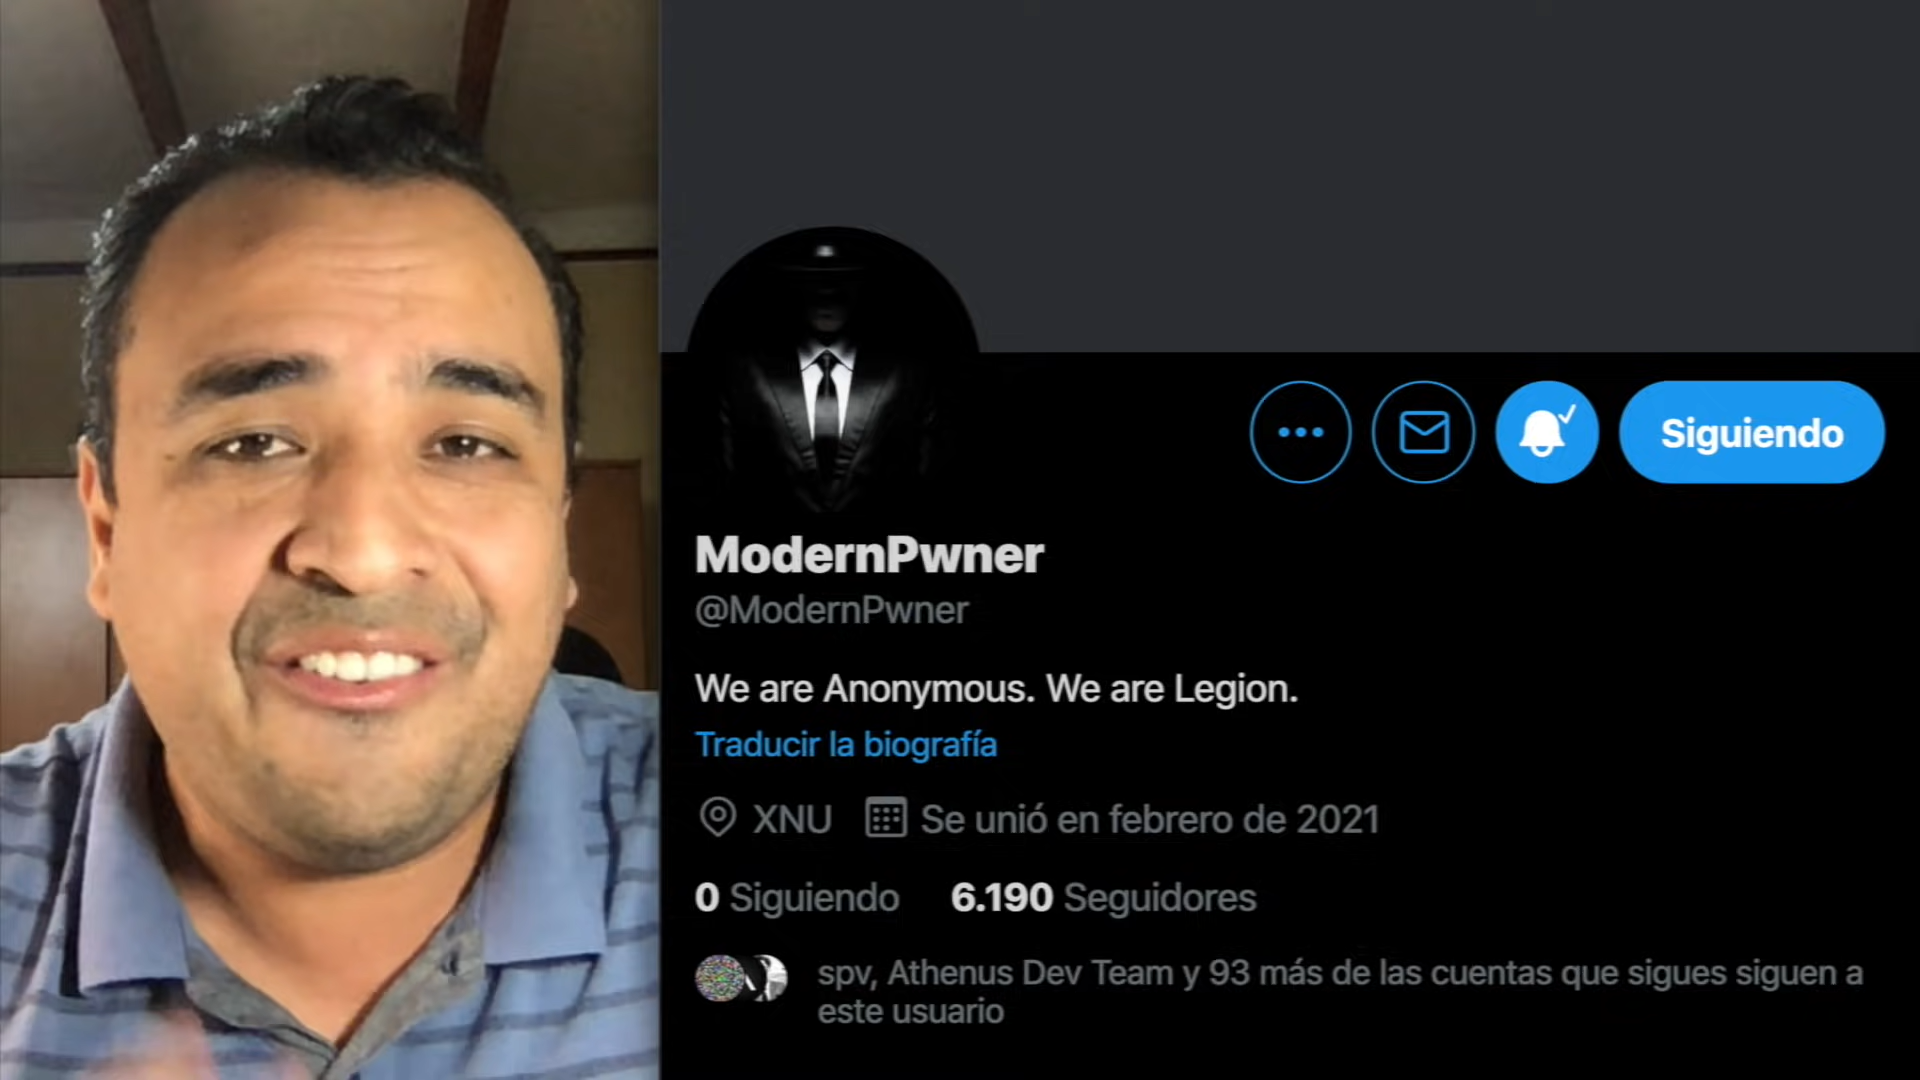 Siguiendo
ModernPwner
@ModernPwner
We are Anonymous. We are Legion.
Traducir la biografía
XNU Se unió en febrero de 2021
0 Siguiendo 6.190 Seguidores
spv, Athenus Dev Team y 93 más de las cuentas que sigues siguen a
este usuario